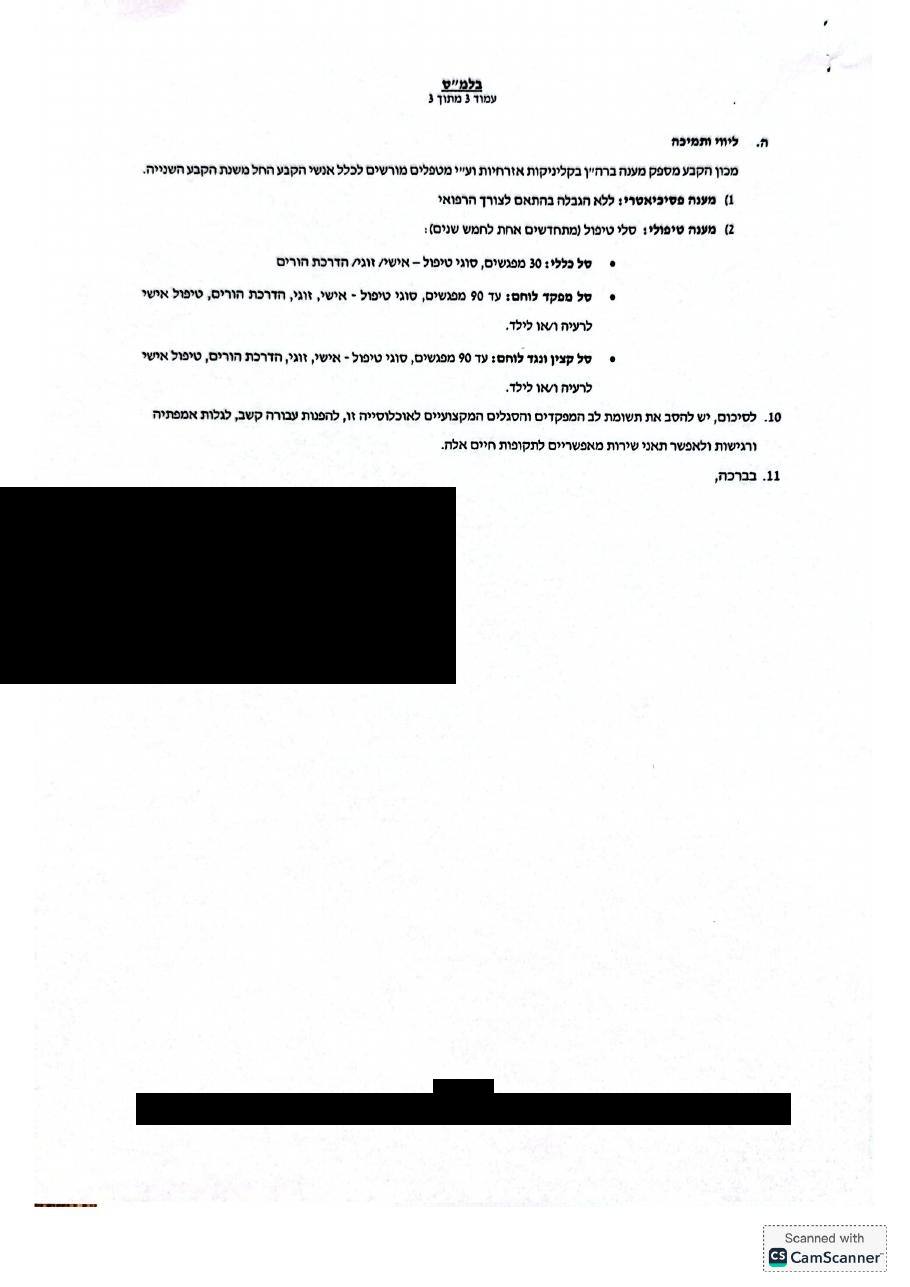 בלמ"ס
עמוד 3 מתוך 3
ה. ליווי ותמיכה
מכון הקבע מספק מענה ברה"ן בקליניקות אזרחיות וע"י מטפלים מורשים לכלל אנשי הקבע החל משנת הקבע השנייה.
1) מענה פסיכיאטרי: ללא הגבלה בהתאם לצורך הרפואי
2) מענה טיפולי: סלי טיפול (מתחדשים אחת לחמש שנים):
• סל כללי: 30 מפגשים, סוגי טיפול – אישי/ זוגי/ הדרכת הורים
• סל מפקד לוחם: עד 90 מפגשים, סוגי טיפול - אישי, זוגי, הדרכת הורים, טיפול אישי
לרעיה ו/או לילד.
• סל קצין ונגד לוחם: עד 90 מפגשים, סוגי טיפול - אישי, זוגי, הדרכת הורים, טיפול אישי
לרעיה ו/או לילד.
10. לסיכום, יש להסב את תשומת לב המפקדים והסגלים המקצועיים לאוכלוסייה זו, להפנות עבורה קשב, לגלות אמפתיה
ורגישות ולאפשר תאני שירות מאפשריים לתקופות חיים אלה.
11. בברכה,
Scanned with
CS CamScanner